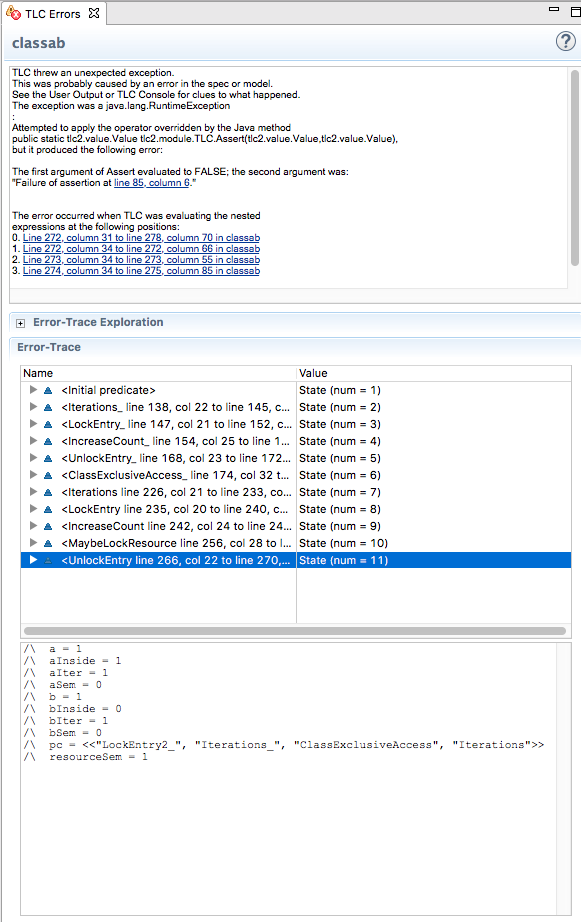 TLC Errors
classab
TLC threw an unexpected exception.
This was probably caused by an error in the spec or model.
See the User Output or TLC Console for clues to what happened.
The exception was a java.lang.RuntimeException
:
Attempted to apply the operator overridden by the Java method
public static tlc2.value.Value tlc2.module.TLC.Assert(tlc2.value.Value,tlc2.value.Value),
but it produced the following error:
The first argument of Assert evaluated to FALSE; the second argument was:
"Failure of assertion at line 85, column 6."
The error occurred when TLC was evaluating the nested
expressions at the following positions:
0. Line 272, column 31 to line 278, column 70 in classab
1. Line 272, column 34 to line 272, column 66 in classab
2. Line 273, column 34 to line 273, column 55 in classab
3. Line 274, column 34 to line 275, column 85 in classab
Error-Trace Exploration
Error-Trace
Name Value
<Initial predicate> State (num = 1)
<Iterations_ line 138, col 22 to line 145, c... State (num = 2)
<LockEntry_ line 147, col 21 to line 152, c... State (num = 3)
<IncreaseCount_ line 154, col 25 to line 1... State (num = 4)
<UnlockEntry_ line 168, col 23 to line 172... State (num = 5)
<ClassExclusiveAccess_ line 174, col 32 t... State (num = 6)
<Iterations line 226, col 21 to line 233, co... State (num = 7)
<LockEntry line 235, col 20 to line 240, c... State (num = 8)
<IncreaseCount line 242, col 24 to line 24... State (num = 9)
<MaybeLockResource line 256, col 28 to l... State (num = 10)
<UnlockEntry line 266, col 22 to line 270,... State (num = 11)
/\ a = 1
/\ aInside = 1
/\ aIter = 1
/\ aSem = 0
/\ b = 1
/\ bInside = 0
/\ bIter = 1
/\ bSem = 0
/\ pc = <<"LockEntry2_", "Iterations_", "ClassExclusiveAccess", "Iterations">>
/\ resourceSem = 1